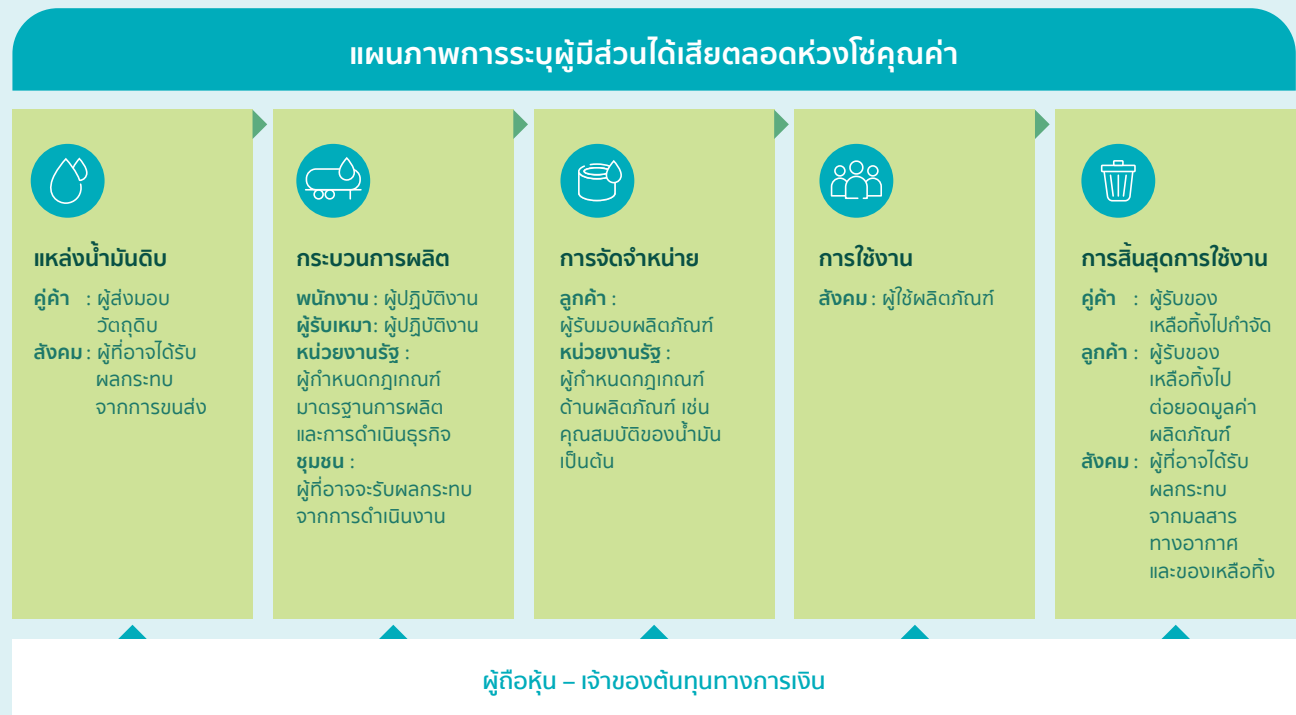 แผนภาพการระบุผู้มีส่วนได้เสียตลอดห่วงโซ่คุณค่า
แหล่งน้ำมันดิบ
คู่ค้า : ผู้ส่งมอบ
วัตถุดิบ
สังคม : ผู้ที่อาจได้รับ
ผลกระทบ
จากการขนส่ง
กระบวนการผลิต
พนักงาน : ผู้ปฏิบัติงาน
ผู้รับเหมา : ผู้ปฏิบัติงาน
หน่วยงานรัฐ :
ผู้กำหนดกฎเกณฑ์
มาตรฐานการผลิต
และการดำเนินธุรกิจ
ชุมชน :
ผู้ที่อาจจะรับผลกระทบ
จากการดำเนินงาน
การจัดจำหน่าย
ลูกค้า :
ผู้รับมอบผลิตภัณฑ์
หน่วยงานรัฐ :
ผู้กำหนดกฎเกณฑ์
ด้านผลิตภัณฑ์ เช่น
คุณสมบัติของน้ำมัน
เป็นต้น
การใช้งาน
สังคม : ผู้ใช้ผลิตภัณฑ์
การสิ้นสุดการใช้งาน
คู่ค้า : ผู้รับของ
เหลือทิ้งไปกำจัด
ลูกค้า : ผู้รับของ
เหลือทิ้งไป
ต่อยอดมูลค่า
ผลิตภัณฑ์
สังคม : ผู้ที่อาจได้รับ
ผลกระทบ
จากมลสาร
ทางอากาศ
และของเหลือทิ้ง
ผู้ถือหุ้น – เจ้าของต้นทุนทางการเงิน